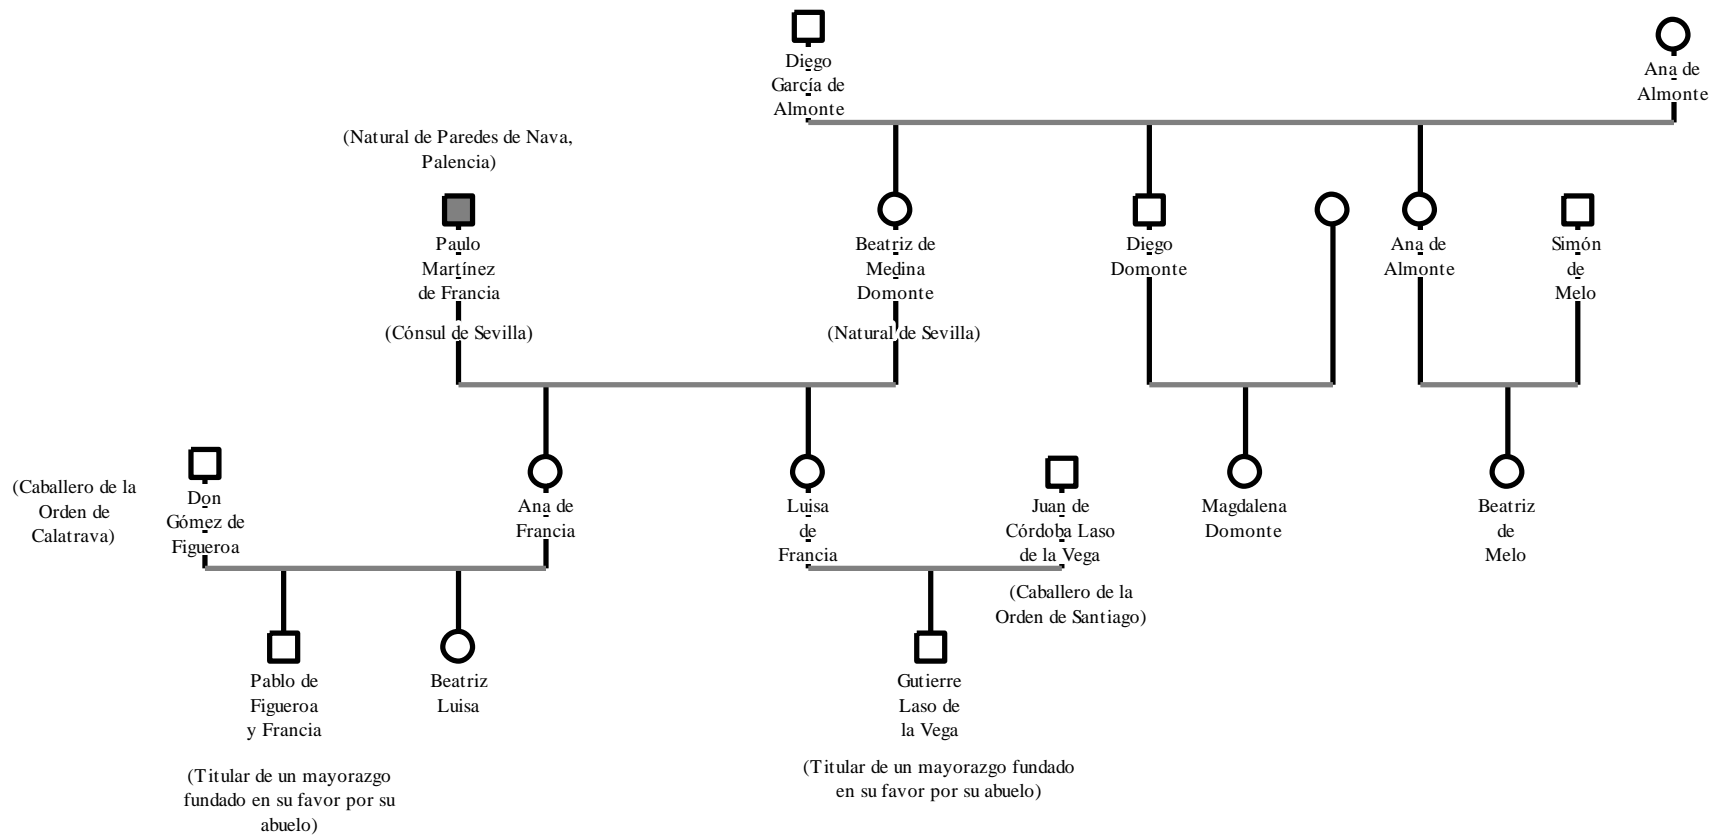 Diego
García de
Almonte
Ana de
Almonte
(Natural de Paredes de Nava,
Palencia)
Paulo
Martínez
de Francia
(Cónsul de Sevilla)
Beatriz de
Medina
Domonte
(Natural de Sevilla)
Diego
Domonte
Ana de
Almonte
Simón
de
Melo
(Caballero de la
Orden de
Calatrava)
Don
Gómez de
Figueroa
Ana de
Francia
Luisa
de
Francia
Juan de
Córdoba Laso
de la Vega
(Caballero de la
Orden de Santiago)
Magdalena
Domonte
Beatriz
de
Melo
Pablo de
Figueroa
y Francia
(Titular de un mayorazgo
fundado en su favor por su
abuelo)
Beatriz
Luisa
Gutierre
Laso de
la Vega
(Titular de un mayorazgo fundado
en su favor por su abuelo)